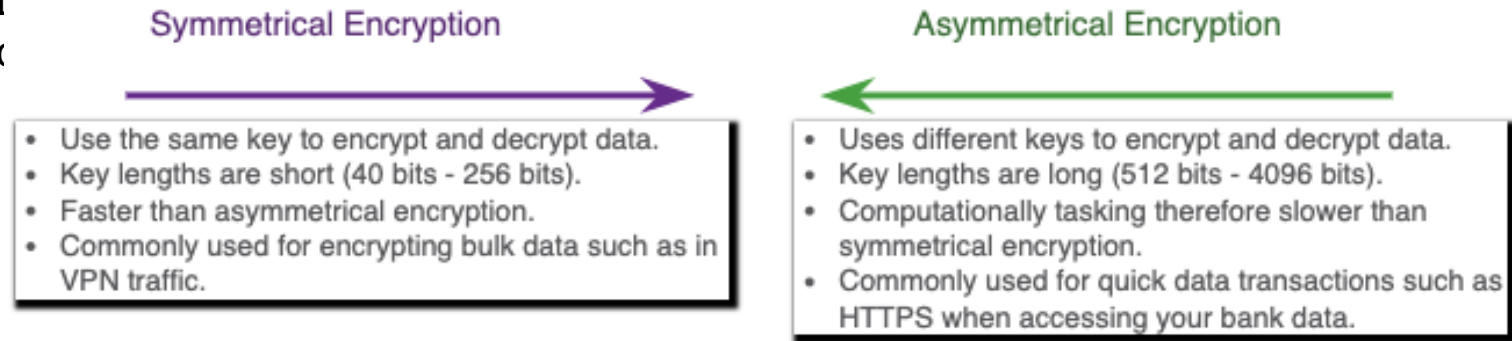 Symmetrical Encryption
• Use the same key to encrypt and decrypt data.
• Key lengths are short (40 bits - 256 bits).
• Faster than asymmetrical encryption.
• Commonly used for encrypting bulk data such as in
VPN traffic.
Asymmetrical Encryption
• Uses different keys to encrypt and decrypt data.
• Key lengths are long (512 bits - 4096 bits).
• Computationally tasking therefore slower than
symmetrical encryption.
• Commonly used for quick data transactions such as
HTTPS when accessing your bank data.